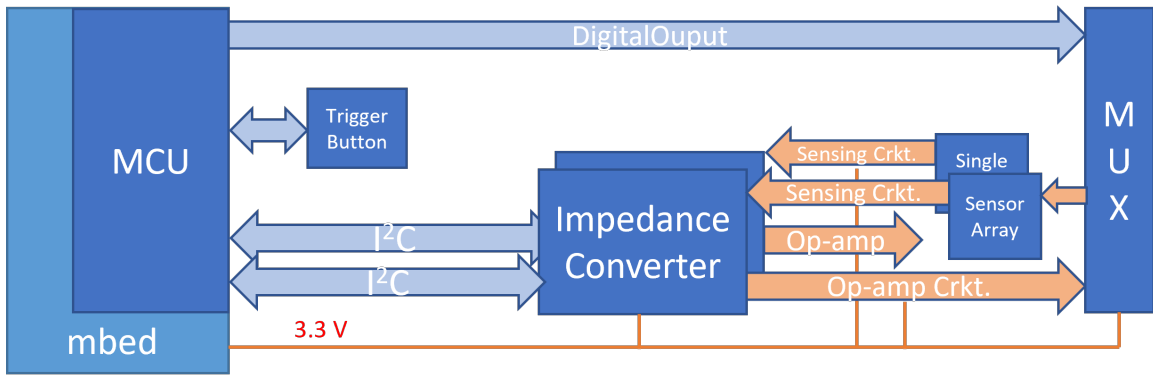 DigitalOuput
MCU
Trigger
Button
M
U
X
Sensing Crkt.
Single
Sensing Crkt.
Sensor
Array
Impedance
Converter
I²C
Op-amp
I²C
Op-amp Crkt.
3.3 V
mbed